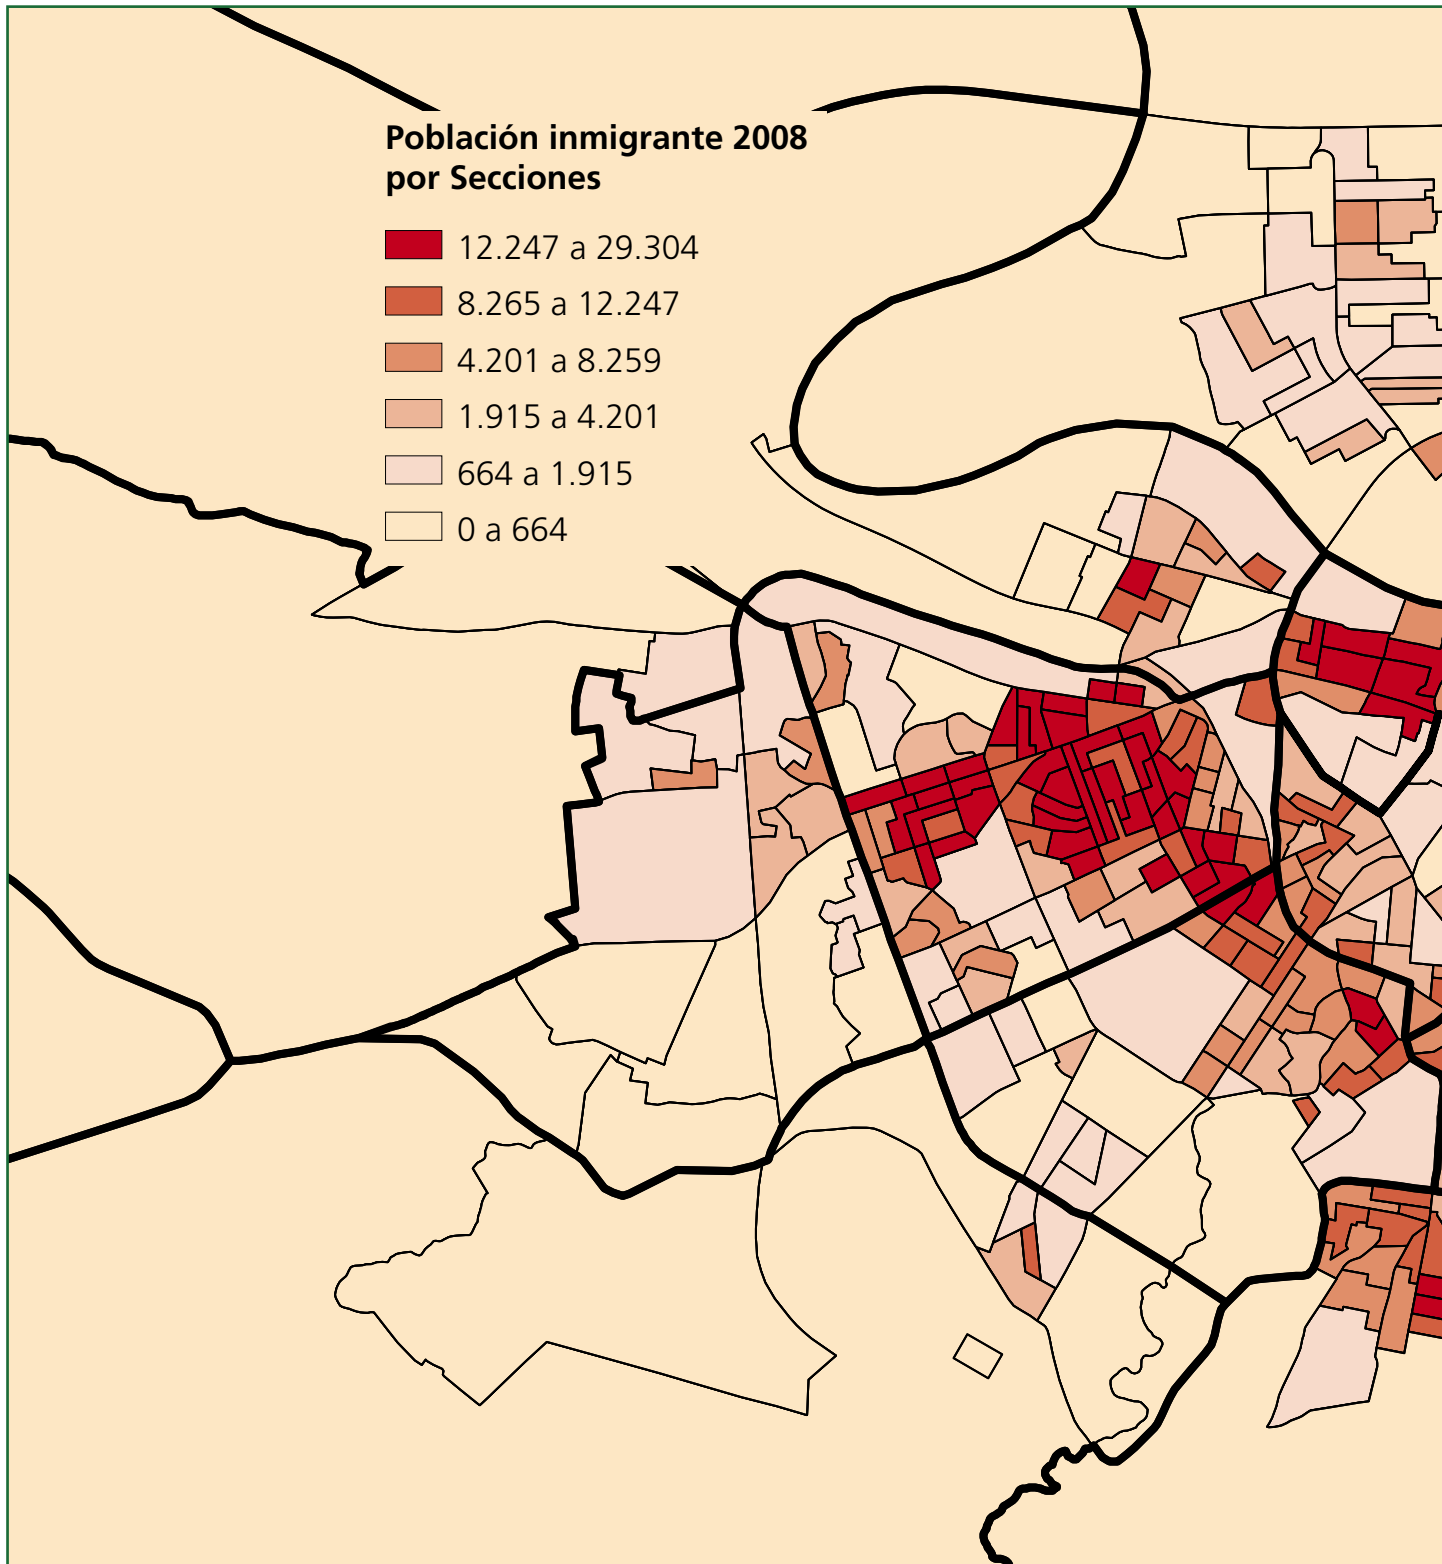 Población inmigrante 2008
por Secciones
12.247 a 29.304
8.265 a 12.247
4.201 a 8.259
1.915 a 4.201
664 a 1.915
0 a 664